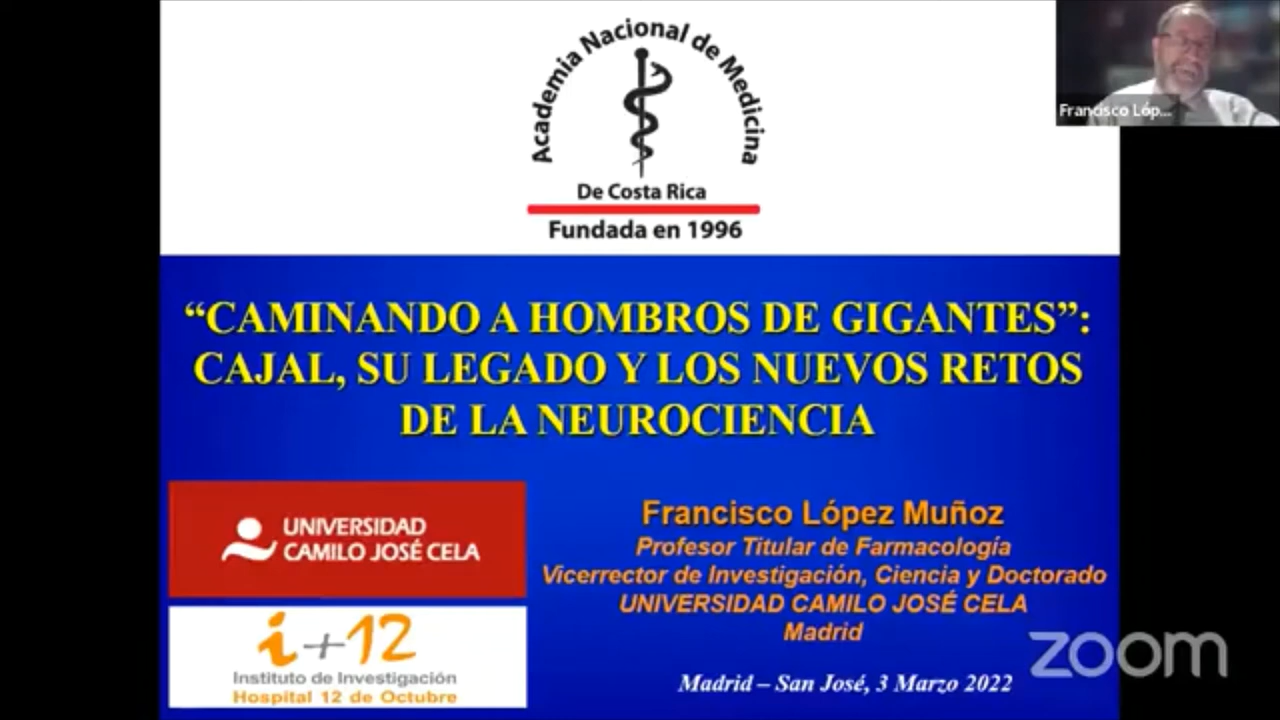 Academia Nacional de Medicina
De Costa Rica
Fundada en 1996
Francisco Lóp...
“CAMINANDO A HOMBROS DE GIGANTES”:
CAJAL, SU LEGADO Y LOS NUEVOS RETOS
DE LA NEUROCIENCIA
UNIVERSIDAD
CAMILO JOSÉ CELA
i+12
Instituto de Investigación
Hospital 12 de Octubre
Francisco López Muñoz
Profesor Titular de Farmacología
Vicerrector de Investigación, Ciencia y Doctorado
UNIVERSIDAD CAMILO JOSÉ CELA
Madrid
Madrid – San José, 3 Marzo 2022
zoom